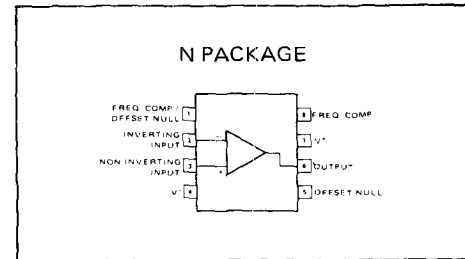 N PACKAGE
FREQ COMP /
OFFSET NULL
1
INVERTING
INPUT
2
NON INVERTING
INPUT
3
V-
4
8
FREQ COMP
7
V+
6
OUTPUT
5
OFFSET NULL